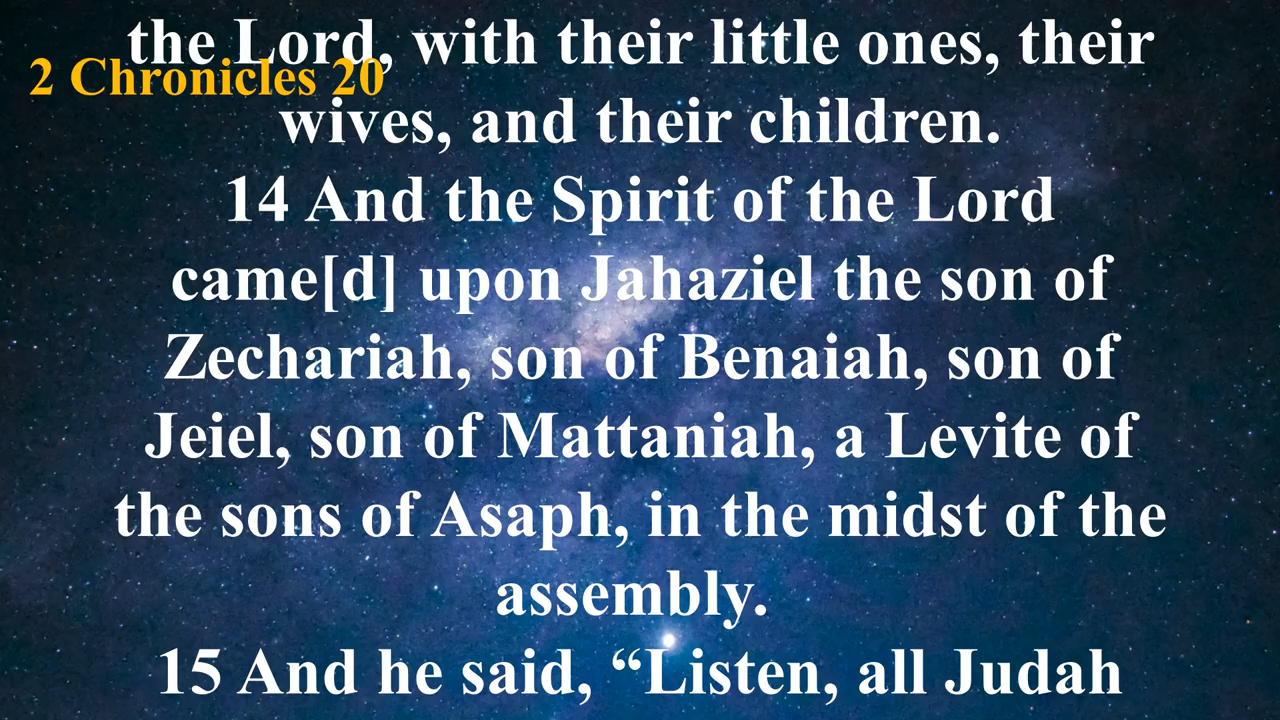 the Lord, with their little ones, their
2 Chronicles 20
wives, and their children.
14 And the Spirit of the Lord
came[d] upon Jahaziel the son of
Zechariah, son of Benaiah, son of
Jeiel, son of Mattaniah, a Levite of
the sons of Asaph, in the midst of the
assembly.
15 And he said, “Listen, all Judah